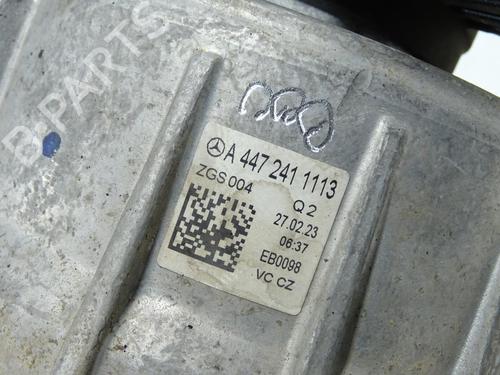 B-PARTS
A 447 241 1113
ZGS 004
Q 2
27.02.23
06:37
EB0098
VC CZ